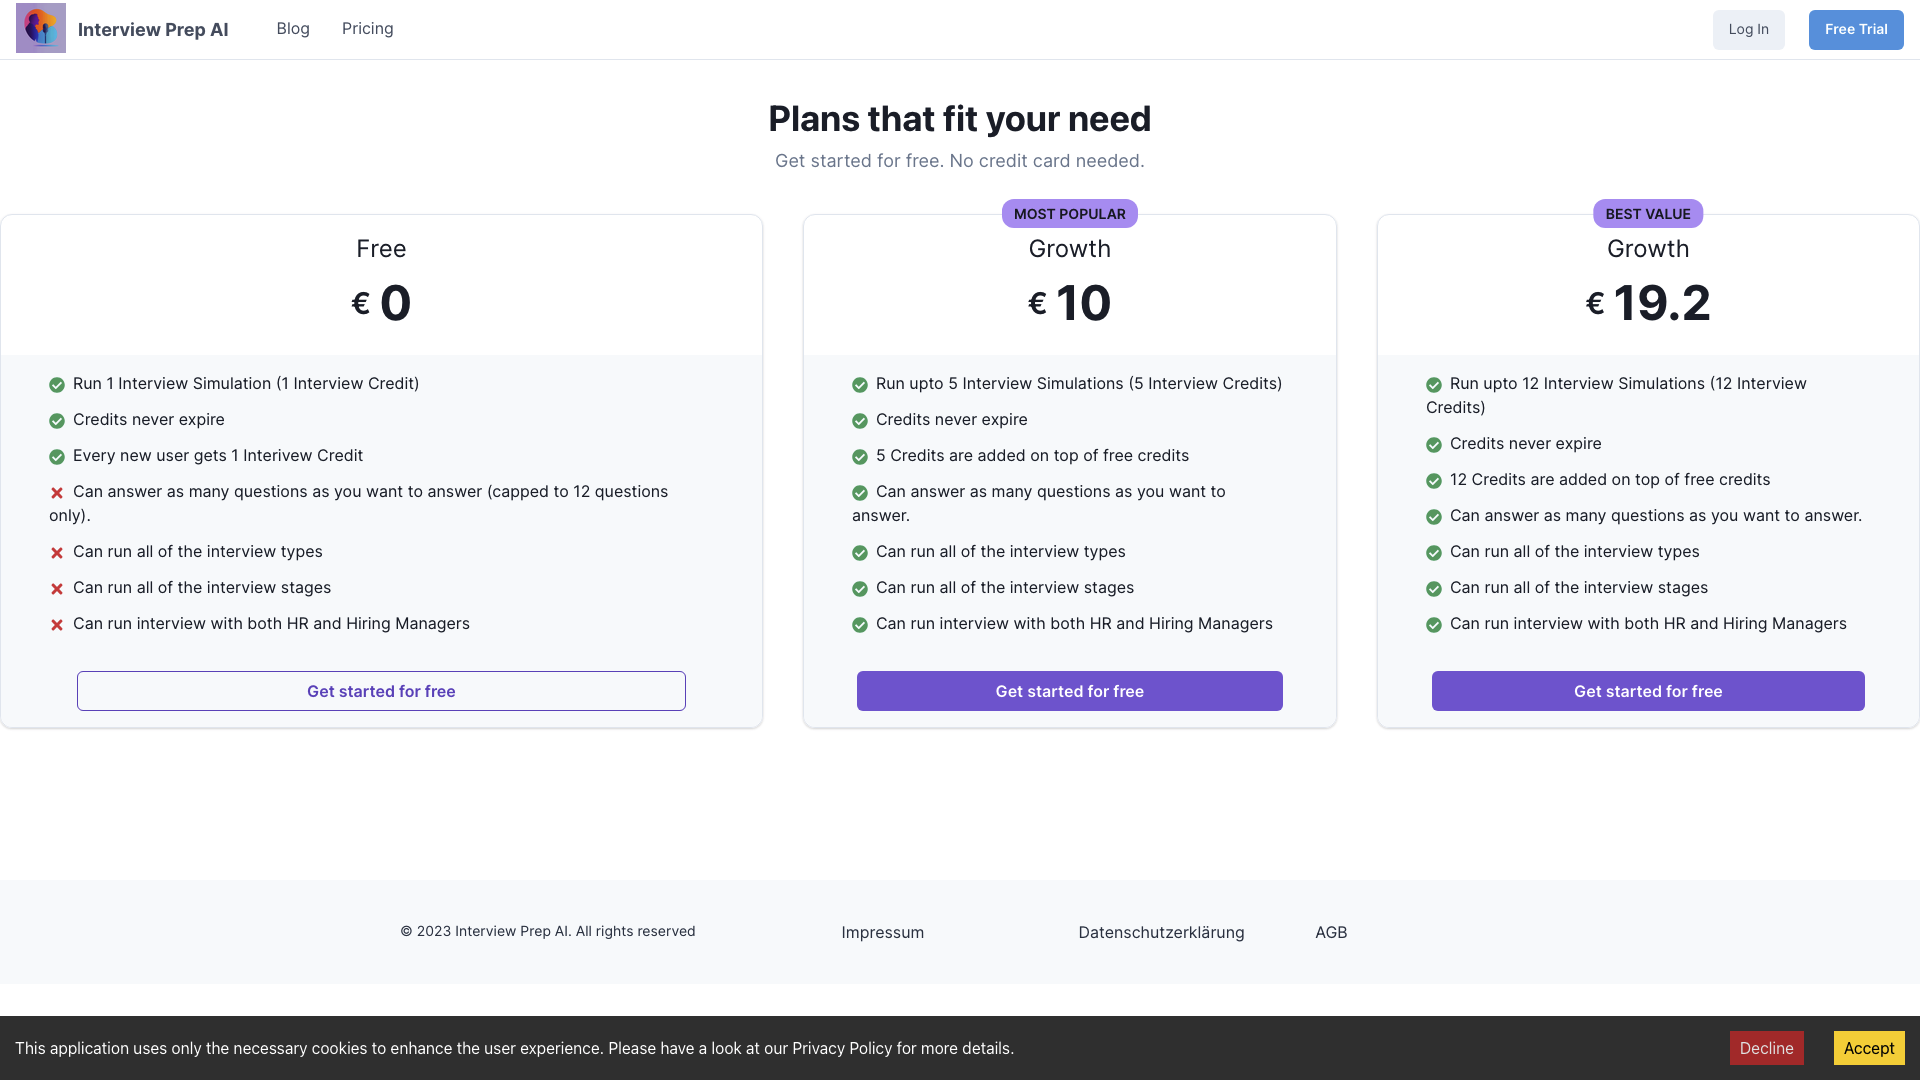 Interview Prep AI
Blog
Pricing
Log In
Free Trial
Plans that fit your need
Get started for free. No credit card needed.
Free
€ 0
Run 1 Interview Simulation (1 Interview Credit)
Credits never expire
Every new user gets 1 Interivew Credit
Can answer as many questions as you want to answer (capped to 12 questions
only).
Can run all of the interview types
Can run all of the interview stages
Can run interview with both HR and Hiring Managers
Get started for free
MOST POPULAR
Growth
€ 10
Run upto 5 Interview Simulations (5 Interview Credits)
Credits never expire
5 Credits are added on top of free credits
Can answer as many questions as you want to
answer.
Can run all of the interview types
Can run all of the interview stages
Can run interview with both HR and Hiring Managers
Get started for free
BEST VALUE
Growth
€ 19.2
Run upto 12 Interview Simulations (12 Interview
Credits)
Credits never expire
12 Credits are added on top of free credits
Can answer as many questions as you want to answer.
Can run all of the interview types
Can run all of the interview stages
Can run interview with both HR and Hiring Managers
Get started for free
© 2023 Interview Prep AI. All rights reserved
Impressum
Datenschutzerklärung
AGB
This application uses only the necessary cookies to enhance the user experience. Please have a look at our Privacy Policy for more details.
Decline
Accept